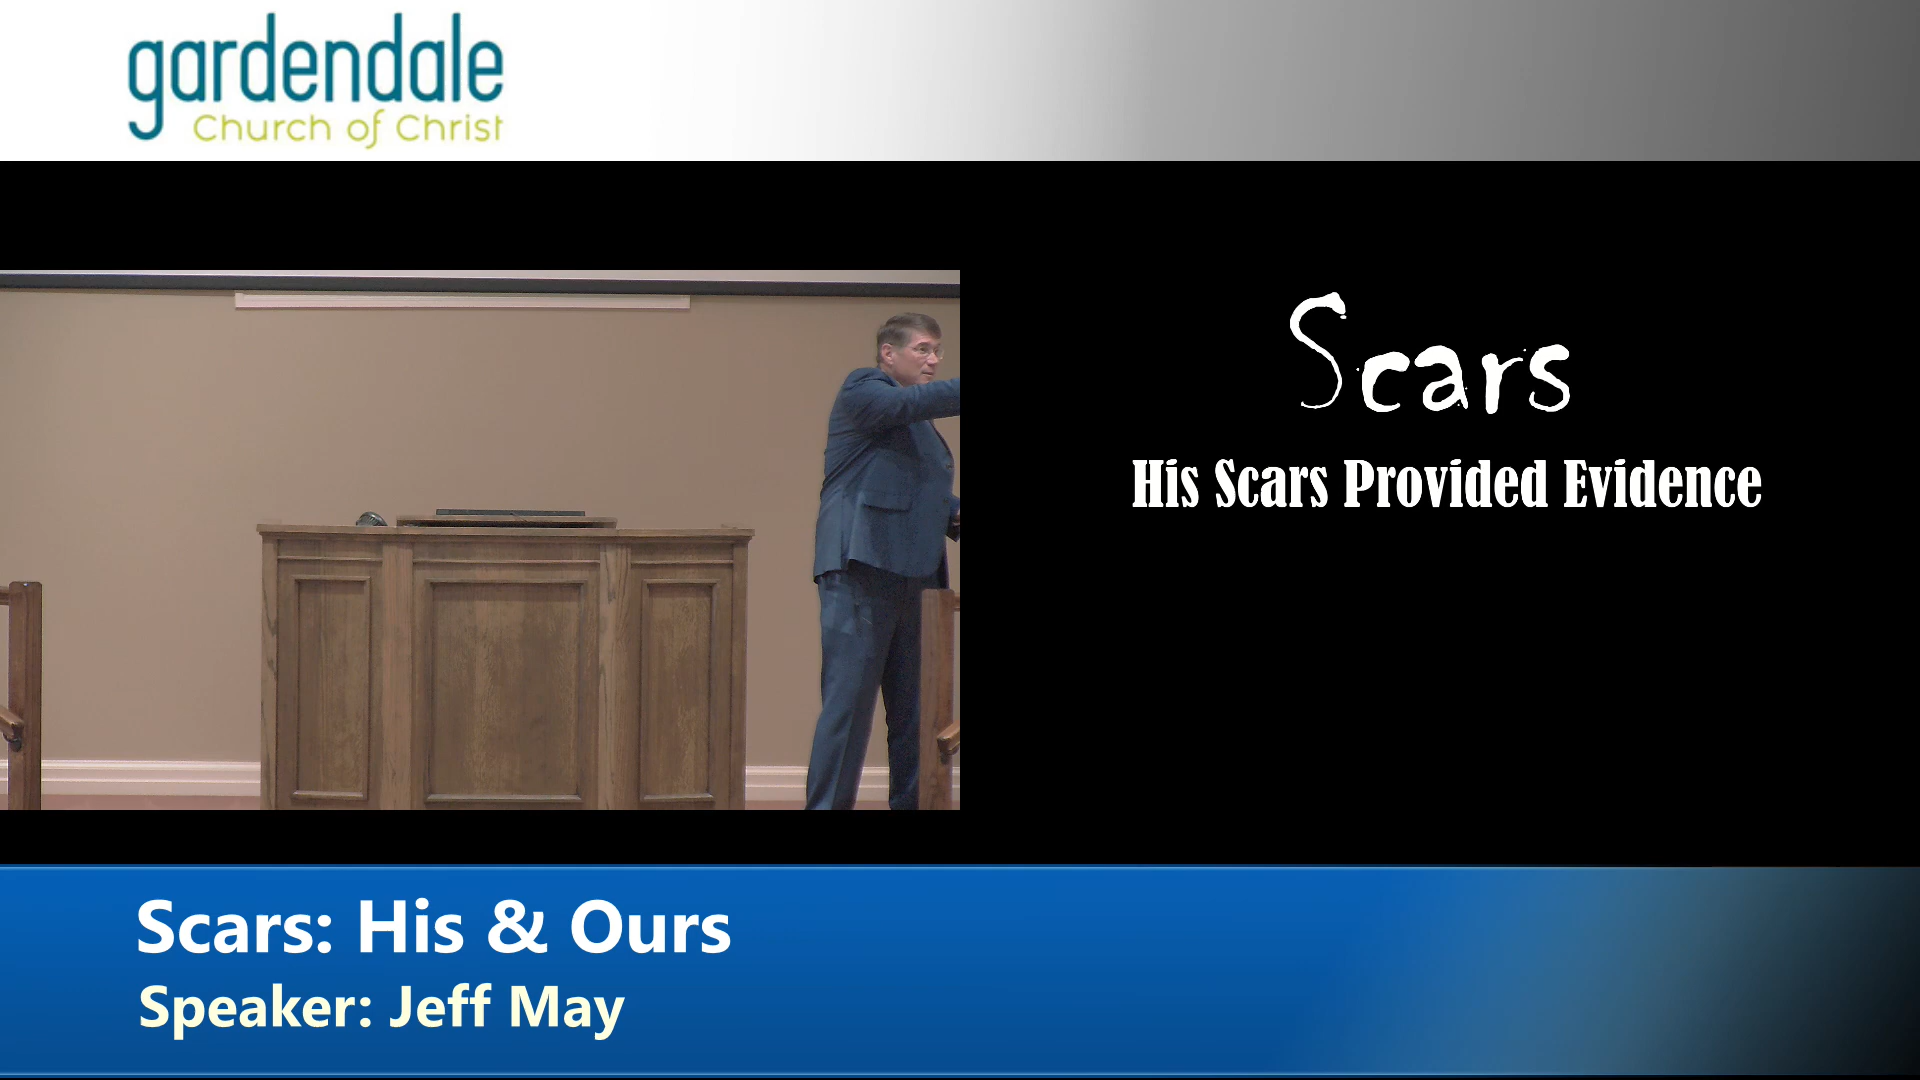 gardendale
Church of Christ
Scars
His Scars Provided Evidence
Scars: His & Ours
Speaker: Jeff May